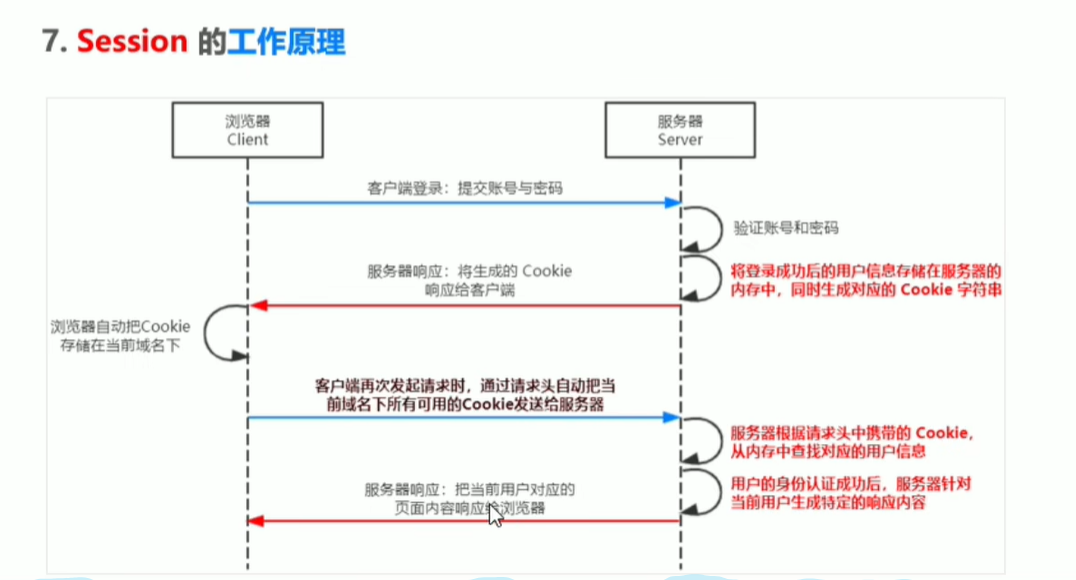 7. Session 的工作原理
浏览器
Client
服务器
Server
客户端登录：提交账号与密码
验证账号和密码
服务器响应：将生成的 Cookie
响应给客户端
将登录成功后的用户信息存储在服务器的
内存中，同时生成对应的 Cookie 字符串
浏览器自动把Cookie
存储在当前域名下
客户端再次发起请求时，通过请求头自动把当
前域名下所有可用的Cookie发送给服务器
服务器根据请求头中携带的 Cookie，
从内存中查找对应的用户信息
服务器响应：把当前用户对应的
页面内容响应给浏览器
用户的身份认证成功后，服务器针对
当前用户生成特定的响应内容